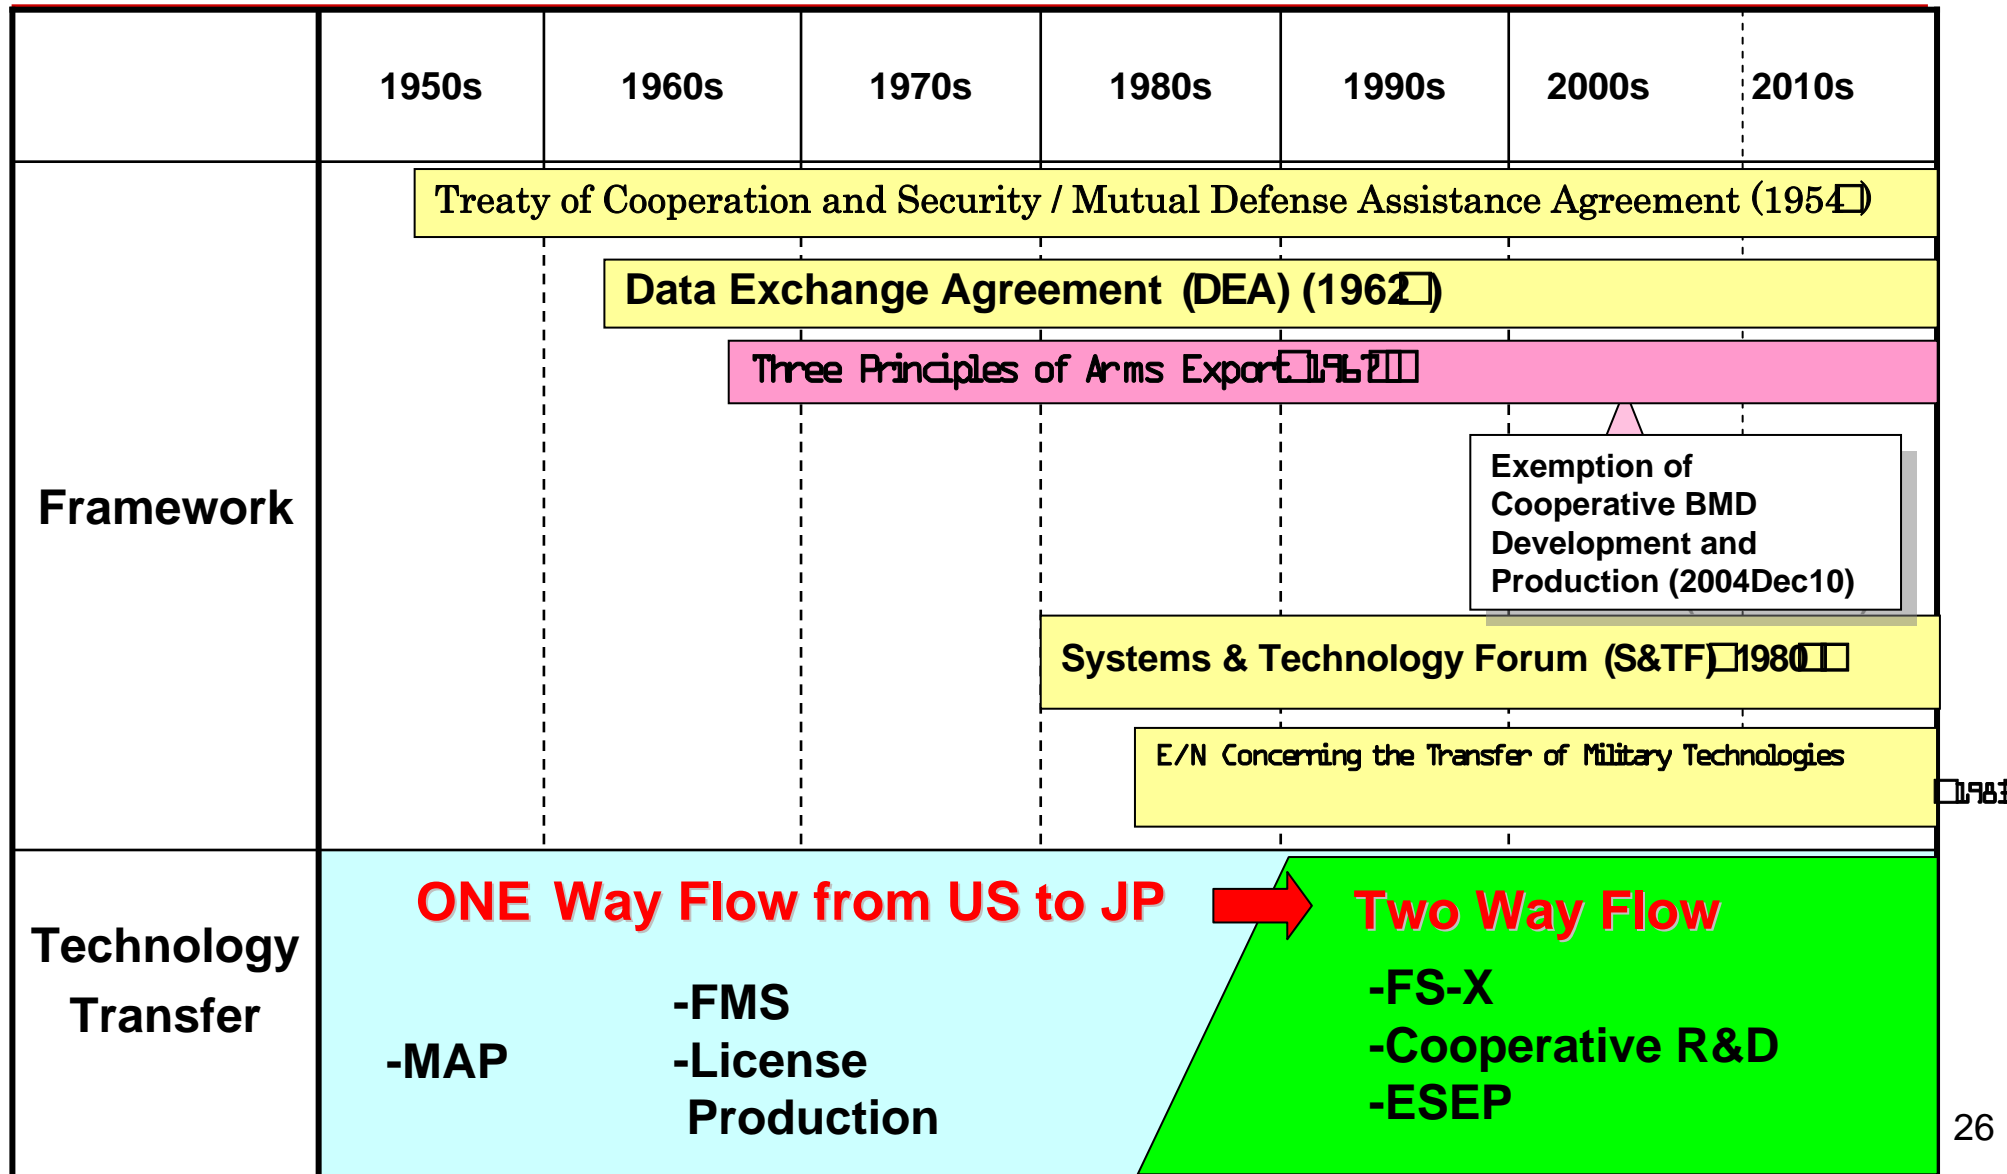 1950s 1960s 1970s 1980s 1990s 2000s 2010s
Framework
Treaty of Cooperation and Security / Mutual Defense Assistance Agreement (1954□)
Data Exchange Agreement (DEA) (1962□)
Three Principles of Arms Export□1967□□
Exemption of
Cooperative BMD
Development and
Production (2004Dec10)
Systems & Technology Forum (S&TF)□1980□□
E/N Concerning the Transfer of Military Technologies
□1983
Technology
Transfer
ONE Way Flow from US to JP
-MAP
-FMS
-License
Production
Two Way Flow
-FS-X
-Cooperative R&D
-ESEP
26